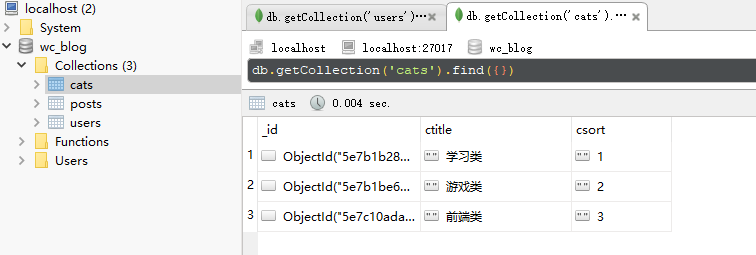 localhost (2)
System
wc_blog
Collections (3)
cats
posts
users
Functions
Users
db.getCollection('users')...
db.getCollection('cats')....
localhost localhost:27017 wc_blog
db.getCollection('cats').find({})
cats 0.004 sec.
_id ctitle csort
1 ObjectId("5e7b1b28... "" 学习类 "" 1
2 ObjectId("5e7b1be6... "" 游戏类 "" 2
3 ObjectId("5e7c10ada... "" 前端类 "" 3